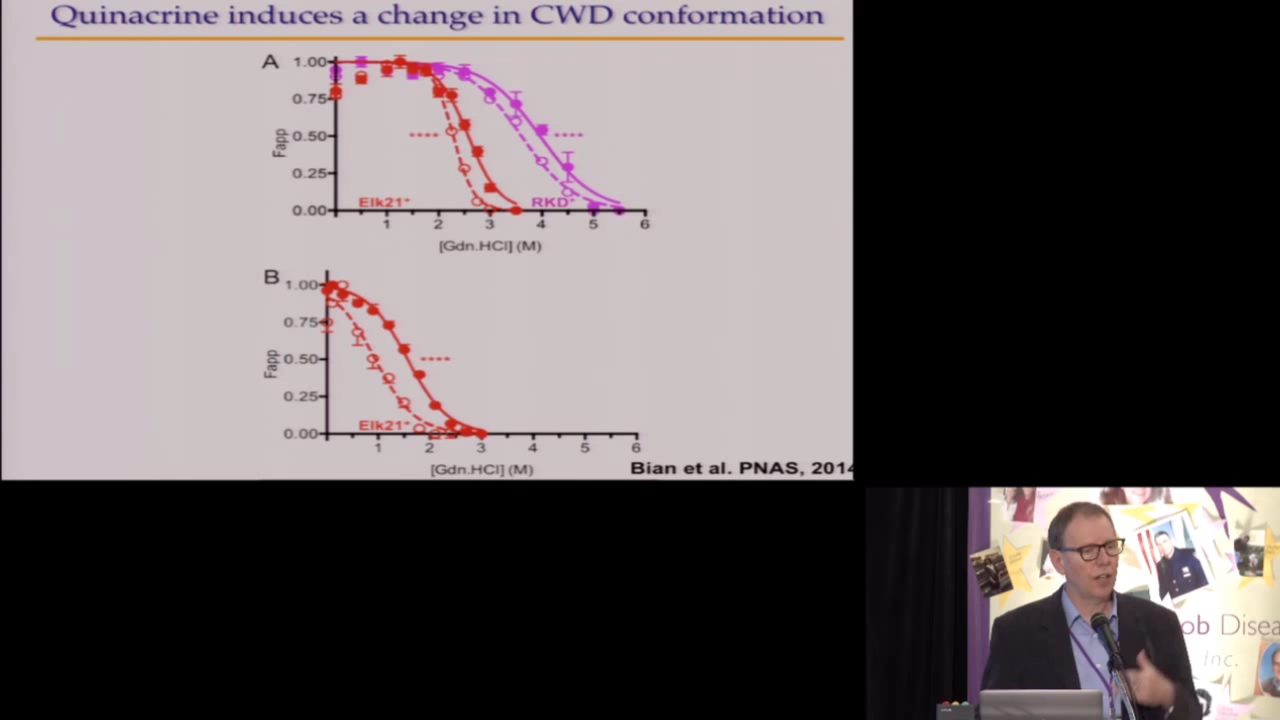 Quinacrine induces a change in CWD conformation
A
1.00
0.75
0.50
0.25
0.00
Fapp
****
****
Elk21⁺
RKD⁺
1 2 3 4 5 6
[Gdn.HCl] (M)
B
1.00
0.75
0.50
0.25
0.00
Fapp
****
Elk21⁺
1 2 3 4 5 6
[Gdn.HCl] (M)
Bian et al. PNAS, 2014
ob Disea
Inc.